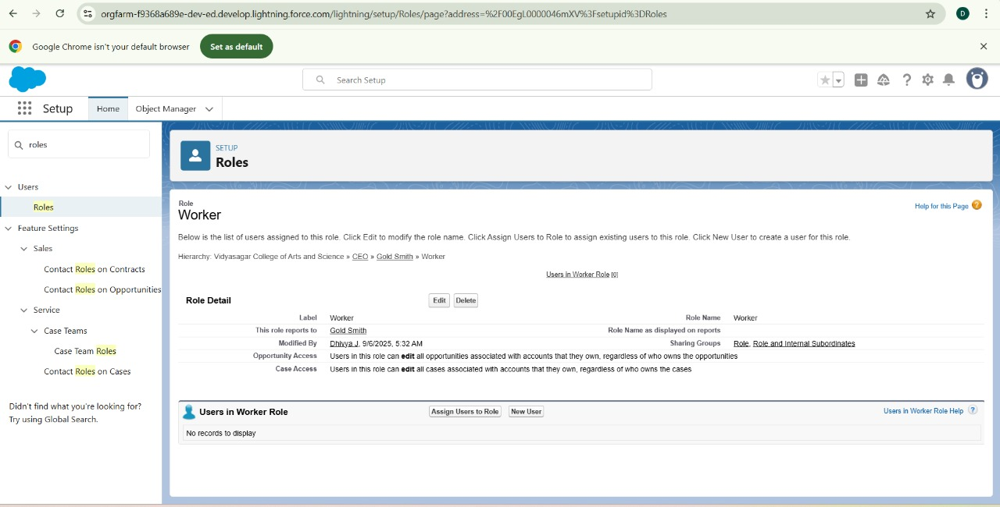 orgfarm-f9368a689e-dev-ed.develop.lightning.force.com/lightning/setup/Roles/page?address=%2F00EgL0000046mXV%3Fsetupid%3DRoles
D
Google Chrome isn't your default browser
Set as default
Search Setup
Setup
Home
Object Manager
roles
Users
Roles
Feature Settings
Sales
Contact Roles on Contracts
Contact Roles on Opportunities
Service
Case Teams
Case Team Roles
Contact Roles on Cases
Didn't find what you're looking for?
Try using Global Search.
SETUP
Roles
Role
Worker
Help for this Page
Below is the list of users assigned to this role. Click Edit to modify the role name. Click Assign Users to Role to assign existing users to this role. Click New User to create a user for this role.
Hierarchy: Vidyasagar College of Arts and Science » CEO » Gold Smith » Worker
Users in Worker Role [0]
Role Detail
Edit
Delete
Label Worker Role Name Worker
This role reports to Gold Smith Role Name as displayed on reports
Modified By Dhivya J, 9/6/2025, 5:32 AM Sharing Groups Role, Role and Internal Subordinates
Opportunity Access Users in this role can edit all opportunities associated with accounts that they own, regardless of who owns the opportunities
Case Access Users in this role can edit all cases associated with accounts that they own, regardless of who owns the cases
Users in Worker Role
Assign Users to Role
New User
Users in Worker Role Help ?
No records to display